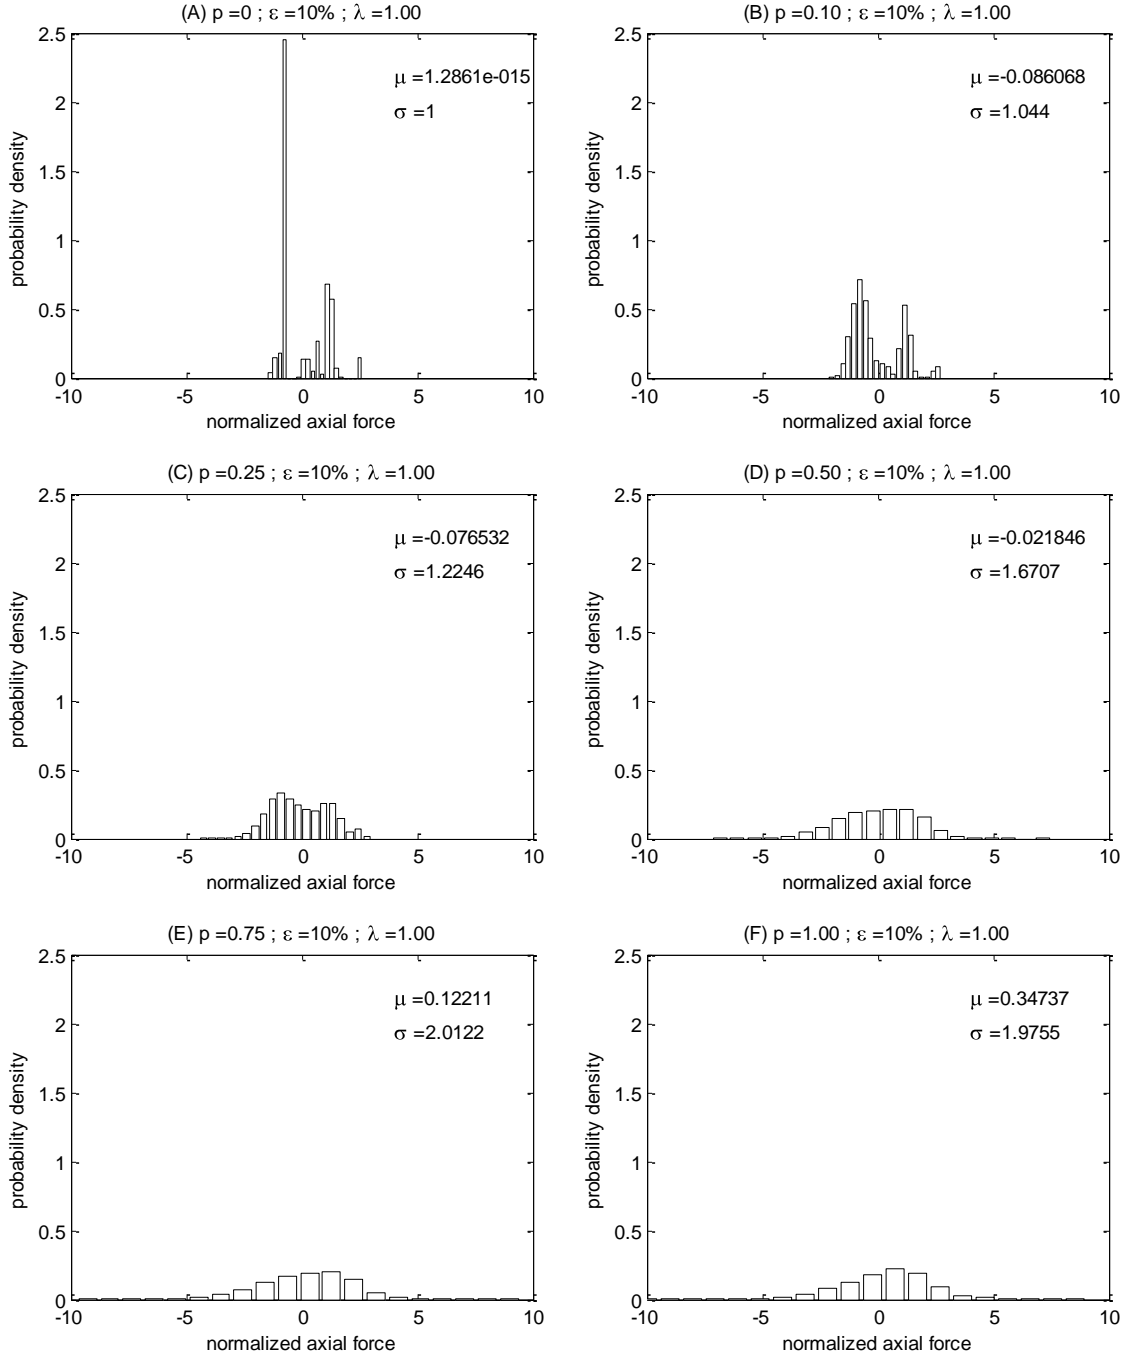 (A) p =0 ; ε =10% ; λ =1.00
2.5
2
1.5
1
0.5
0
-10 -5 0 5 10
probability density
normalized axial force
μ =1.2861e-015
σ =1
(B) p =0.10 ; ε =10% ; λ =1.00
2.5
2
1.5
1
0.5
0
-10 -5 0 5 10
probability density
normalized axial force
μ =-0.086068
σ =1.044
(C) p =0.25 ; ε =10% ; λ =1.00
2.5
2
1.5
1
0.5
0
-10 -5 0 5 10
probability density
normalized axial force
μ =-0.076532
σ =1.2246
(D) p =0.50 ; ε =10% ; λ =1.00
2.5
2
1.5
1
0.5
0
-10 -5 0 5 10
probability density
normalized axial force
μ =-0.021846
σ =1.6707
(E) p =0.75 ; ε =10% ; λ =1.00
2.5
2
1.5
1
0.5
0
-10 -5 0 5 10
probability density
normalized axial force
μ =0.12211
σ =2.0122
(F) p =1.00 ; ε =10% ; λ =1.00
2.5
2
1.5
1
0.5
0
-10 -5 0 5 10
probability density
normalized axial force
μ =0.34737
σ =1.9755